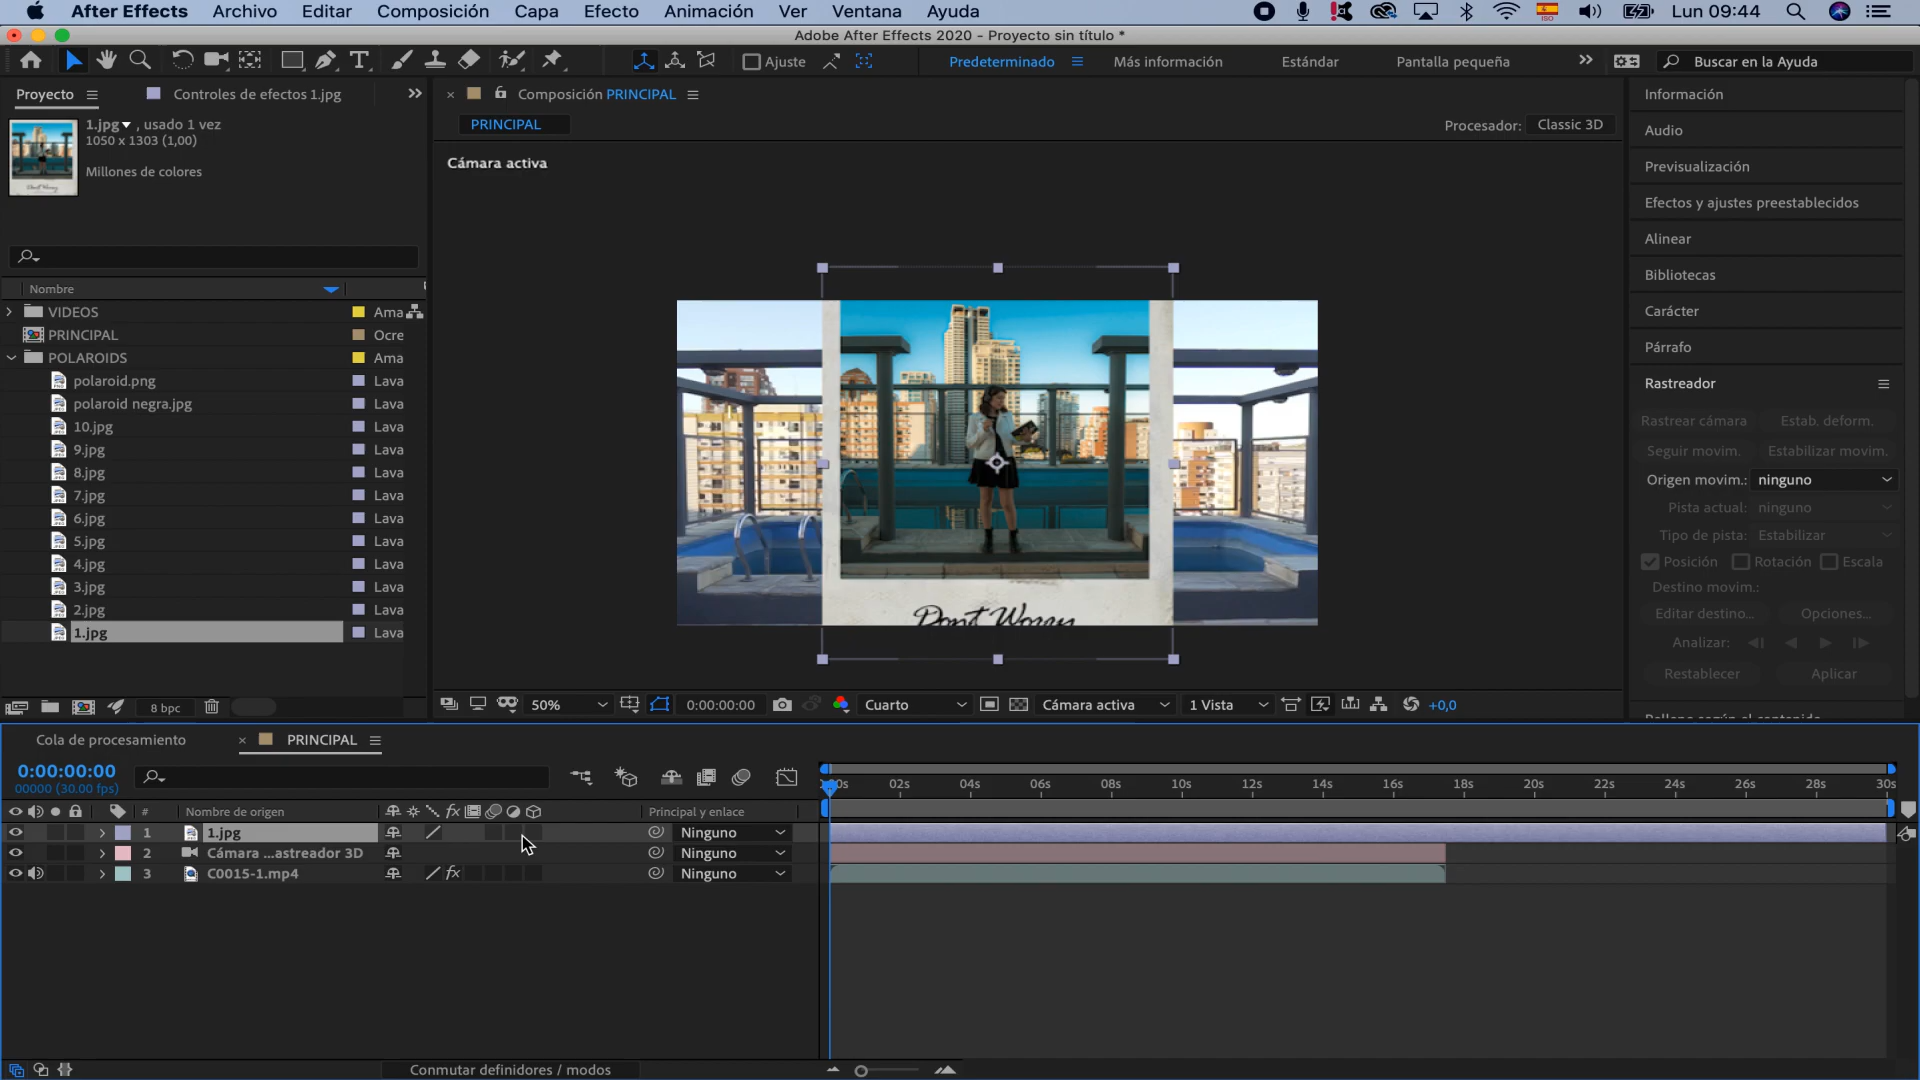 After Effects Archivo Editar Composición Capa Efecto Animación Ver Ventana Ayuda Lun 09:44
Adobe After Effects 2020 - Proyecto sin título *
Ajuste Predeterminado Más información Estándar Pantalla pequeña Buscar en la Ayuda
Proyecto Controles de efectos 1.jpg
1.jpg , usado 1 vez
1050 x 1303 (1,00)
Millones de colores
Nombre
VIDEOS Ama
PRINCIPAL Ocre
POLAROIDS Ama
polaroid.png Lava
polaroid negra.jpg Lava
10.jpg Lava
9.jpg Lava
8.jpg Lava
7.jpg Lava
6.jpg Lava
5.jpg Lava
4.jpg Lava
3.jpg Lava
2.jpg Lava
1.jpg Lava
8 bpc
Composición PRINCIPAL
PRINCIPAL
Procesador: Classic 3D
Cámara activa
Dont Worry
50% 0:00:00:00 Cuarto Cámara activa 1 Vista +0,0
Información
Audio
Previsualización
Efectos y ajustes preestablecidos
Alinear
Bibliotecas
Carácter
Párrafo
Rastreador
Rastrear cámara Estab. deform.
Seguir movim. Estabilizar movim.
Origen movim.: ninguno
Pista actual: ninguno
Tipo de pista: Estabilizar
Posición Rotación Escala
Destino movim.:
Editar destino... Opciones...
Analizar:
Restablecer Aplicar
Cola de procesamiento PRINCIPAL
0:00:00:00
00000 (30.00 fps)
00s 02s 04s 06s 08s 10s 12s 14s 16s 18s 20s 22s 24s 26s 28s 30s
# Nombre de origen fx Principal y enlace
1 1.jpg Ninguno
2 Cámara ...astreador 3D Ninguno
3 C0015-1.mp4 fx Ninguno
Conmutar definidores / modos